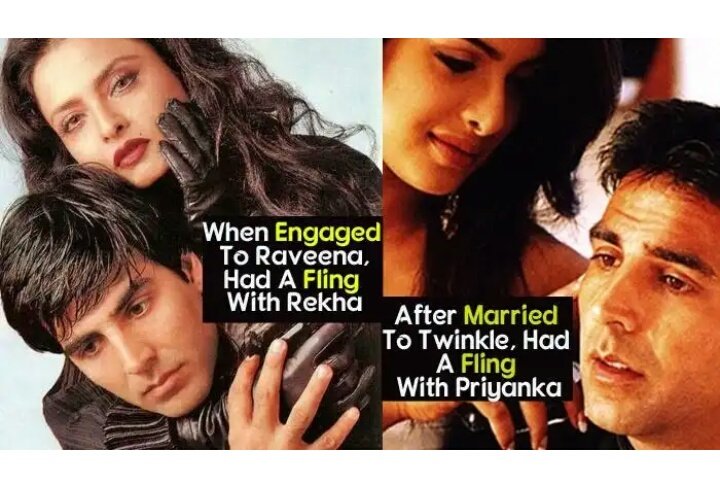 When Engaged
To Raveena,
Had A Fling
With Rekha
After Married
To Twinkle, Had
A Fling
With Priyanka